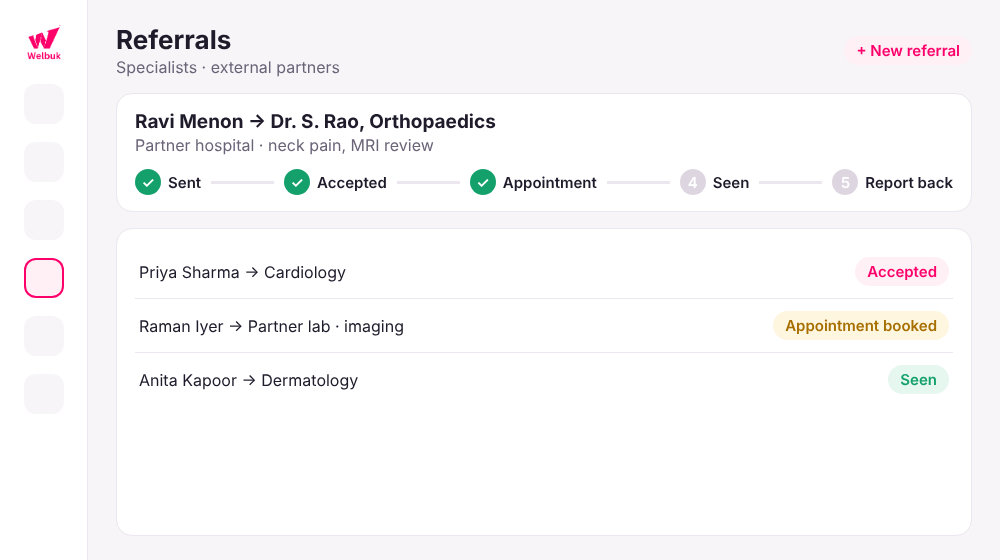 Welbuk
Referrals
Specialists · external partners
+ New referral
Ravi Menon → Dr. S. Rao, Orthopaedics
Partner hospital · neck pain, MRI review
Sent Accepted Appointment 4 Seen 5 Report back
Priya Sharma → Cardiology Accepted
Raman Iyer → Partner lab · imaging Appointment booked
Anita Kapoor → Dermatology Seen